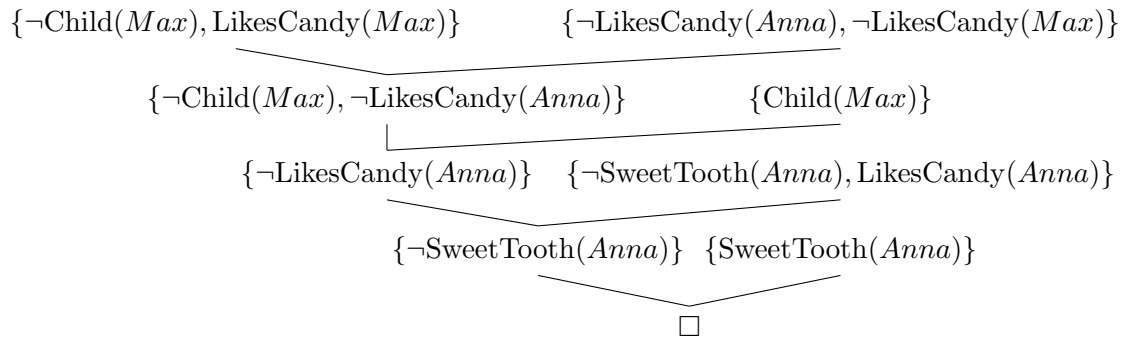 {¬Child(Max), LikesCandy(Max)} {¬LikesCandy(Anna), ¬LikesCandy(Max)}
{¬Child(Max), ¬LikesCandy(Anna)} {Child(Max)}
{¬LikesCandy(Anna)} {¬SweetTooth(Anna), LikesCandy(Anna)}
{¬SweetTooth(Anna)} {SweetTooth(Anna)}
□